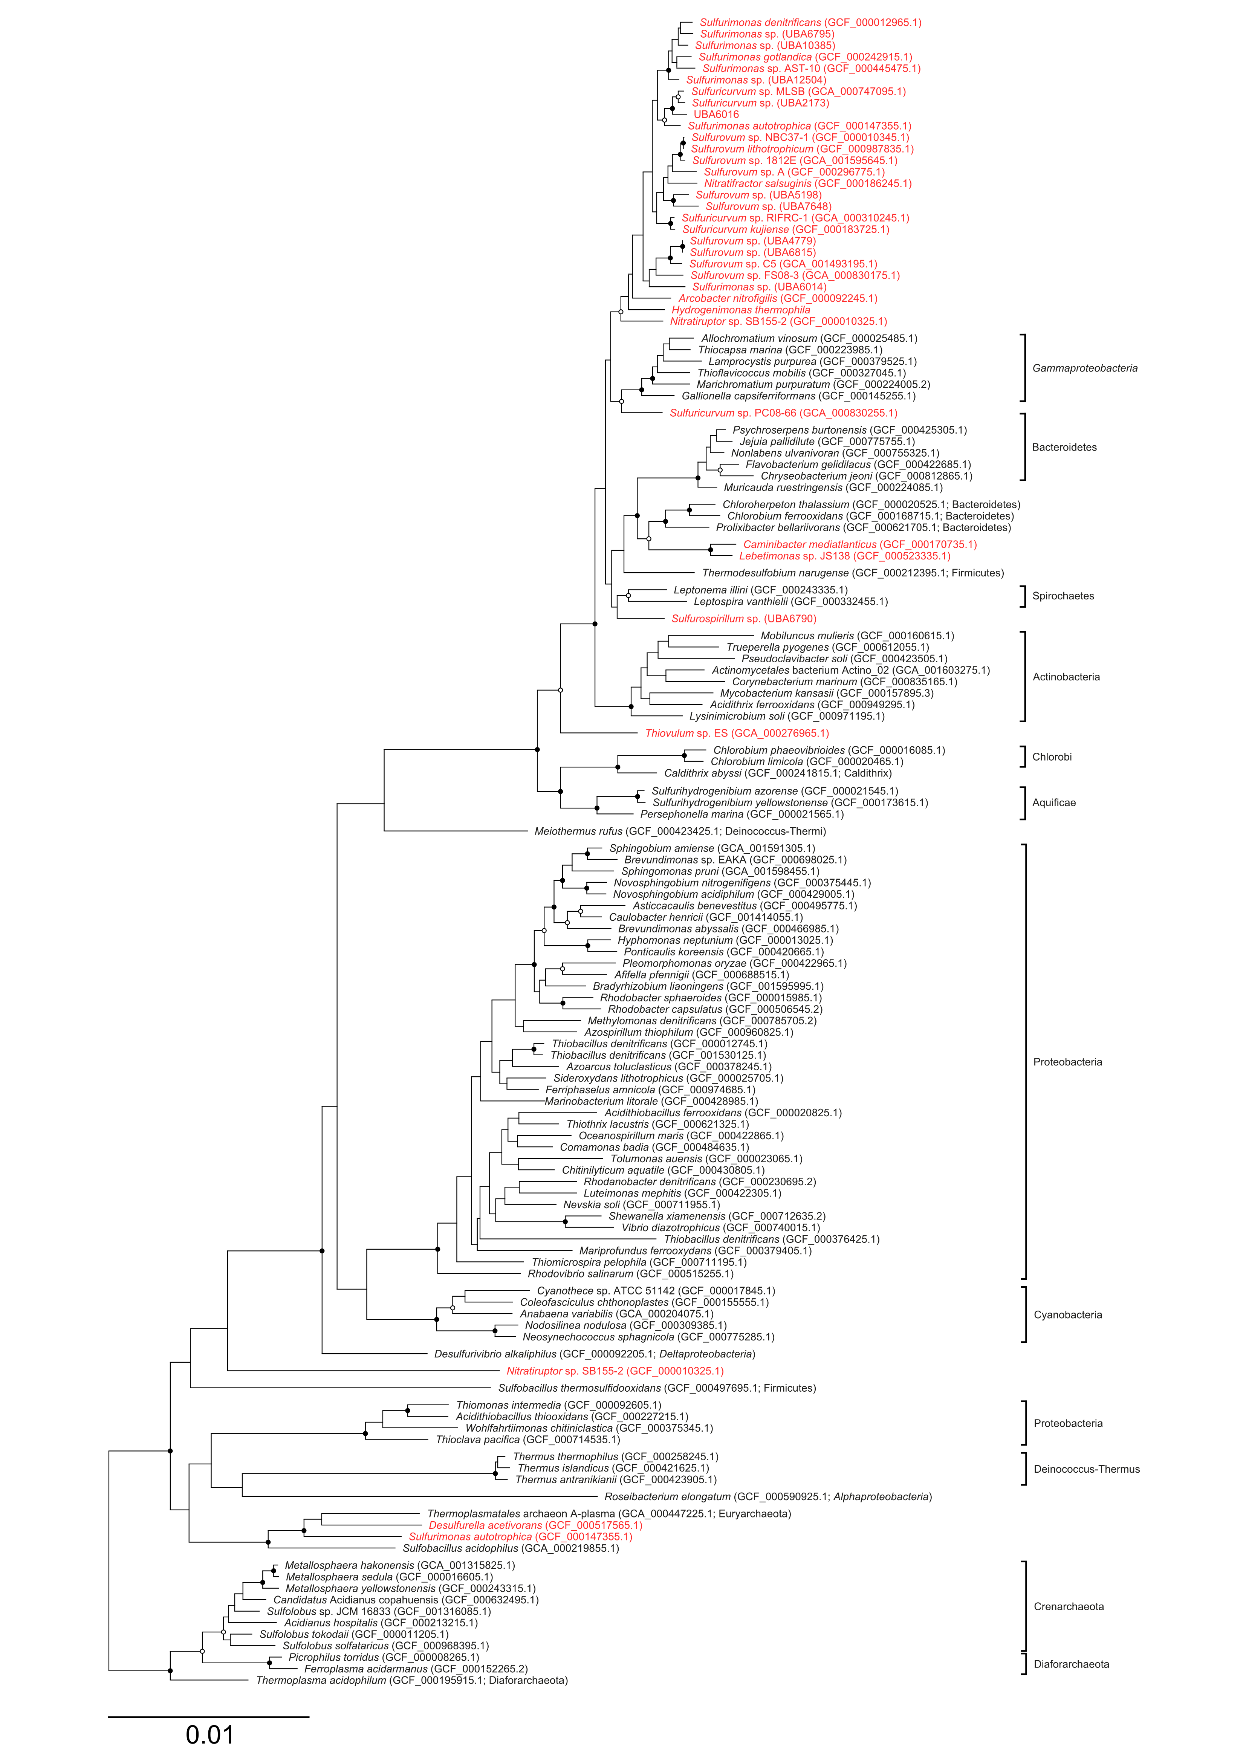 Sulfurimonas denitrificans (GCF_000012965.1)
Sulfurimonas sp. (UBA6795)
Sulfurimonas sp. (UBA10385)
Sulfurimonas gotlandica (GCF_000242915.1)
Sulfurimonas sp. AST-10 (GCF_000445475.1)
Sulfurimonas sp. (UBA12504)
Sulfuricurvum sp. MLSB (GCA_000747095.1)
Sulfuricurvum sp. (UBA2173)
UBA6016
Sulfurimonas autotrophica (GCF_000147355.1)
Sulfurovum sp. NBC37-1 (GCF_000010345.1)
Sulfurovum lithotrophicum (GCF_000987835.1)
Sulfurovum sp. 1812E (GCA_001595645.1)
Sulfurovum sp. A (GCF_000296775.1)
Nitratifractor salsuginis (GCF_000186245.1)
Sulfurovum sp. (UBA5198)
Sulfurovum sp. (UBA7648)
Sulfuricurvum sp. RIFRC-1 (GCA_000310245.1)
Sulfuricurvum kujiense (GCF_000183725.1)
Sulfurovum sp. (UBA4779)
Sulfurovum sp. (UBA6815)
Sulfurovum sp. C5 (GCA_001493195.1)
Sulfurovum sp. FS08-3 (GCA_000830175.1)
Sulfurimonas sp. (UBA6014)
Arcobacter nitrofigilis (GCF_000092245.1)
Hydrogenimonas thermophila
Nitratiruptor sp. SB155-2 (GCF_000010325.1)
Allochromatium vinosum (GCF_000025485.1)
Thiocapsa marina (GCF_000223985.1)
Lamprocystis purpurea (GCF_000379525.1)
Thioflavicoccus mobilis (GCF_000327045.1)
Marichromatium purpuratum (GCF_000224005.2)
Gallionella capsiferriformans (GCF_000145255.1)
Gammaproteobacteria
Sulfuricurvum sp. PC08-66 (GCA_000830255.1)
Psychroserpens burtonensis (GCF_000425305.1)
Jejuia pallidilute (GCF_000775755.1)
Nonlabens ulvanivoran (GCF_000755325.1)
Flavobacterium gelidilacus (GCF_000422685.1)
Chryseobacterium jeoni (GCF_000812865.1)
Muricauda ruestringensis (GCF_000224085.1)
Bacteroidetes
Chloroherpeton thalassium (GCF_000020525.1; Bacteroidetes)
Chlorobium ferrooxidans (GCF_000168715.1; Bacteroidetes)
Prolixibacter bellariivorans (GCF_000621705.1; Bacteroidetes)
Caminibacter mediatlanticus (GCF_000170735.1)
Lebetimonas sp. JS138 (GCF_000523335.1)
Thermodesulfobium narugense (GCF_000212395.1; Firmicutes)
Leptonema illini (GCF_000243335.1)
Leptospira vanthielii (GCF_000332455.1)
Spirochaetes
Sulfurospirillum sp. (UBA6790)
Mobiluncus mulieris (GCF_000160615.1)
Trueperella pyogenes (GCF_000612055.1)
Pseudoclavibacter soli (GCF_000423505.1)
Actinomycetales bacterium Actino_02 (GCA_001603275.1)
Corynebacterium marinum (GCF_000835165.1)
Mycobacterium kansasii (GCF_000157895.3)
Acidithrix ferrooxidans (GCF_000949295.1)
Lysinimicrobium soli (GCF_000971195.1)
Actinobacteria
Thiovulum sp. ES (GCA_000276965.1)
Chlorobium phaeovibrioides (GCF_000016085.1)
Chlorobium limicola (GCF_000020465.1)
Caldithrix abyssi (GCF_000241815.1; Caldithrix)
Chlorobi
Sulfurihydrogenibium azorense (GCF_000021545.1)
Sulfurihydrogenibium yellowstonense (GCF_000173615.1)
Persephonella marina (GCF_000021565.1)
Aquificae
Meiothermus rufus (GCF_000423425.1; Deinococcus-Thermi)
Sphingobium amiense (GCA_001591305.1)
Brevundimonas sp. EAKA (GCF_000698025.1)
Sphingomonas pruni (GCA_001598455.1)
Novosphingobium nitrogenifigens (GCF_000375445.1)
Novosphingobium acidiphilum (GCF_000429005.1)
Asticcacaulis benevestitus (GCF_000495775.1)
Caulobacter henricii (GCF_001414055.1)
Brevundimonas abyssalis (GCF_000466985.1)
Hyphomonas neptunium (GCF_000013025.1)
Ponticaulis koreensis (GCF_000420665.1)
Pleomorphomonas oryzae (GCF_000422965.1)
Afifella pfennigii (GCF_000688515.1)
Bradyrhizobium liaoningens (GCF_001595995.1)
Rhodobacter sphaeroides (GCF_000015985.1)
Rhodobacter capsulatus (GCF_000506545.2)
Methylomonas denitrificans (GCF_000785705.2)
Azospirillum thiophilum (GCF_000960825.1)
Thiobacillus denitrificans (GCF_000012745.1)
Thiobacillus denitrificans (GCF_001530125.1)
Azoarcus toluclasticus (GCF_000378245.1)
Sideroxydans lithotrophicus (GCF_000025705.1)
Ferriphaselus amnicola (GCF_000974685.1)
Marinobacterium litorale (GCF_000428985.1)
Acidithiobacillus ferrooxidans (GCF_000020825.1)
Thiothrix lacustris (GCF_000621325.1)
Oceanospirillum maris (GCF_000422865.1)
Comamonas badia (GCF_000484635.1)
Tolumonas auensis (GCF_000023065.1)
Chitinilyticum aquatile (GCF_000430805.1)
Rhodanobacter denitrificans (GCF_000230695.2)
Luteimonas mephitis (GCF_000422305.1)
Nevskia soli (GCF_000711955.1)
Shewanella xiamenensis (GCF_000712635.2)
Vibrio diazotrophicus (GCF_000740015.1)
Thiobacillus denitrificans (GCF_000376425.1)
Mariprofundus ferrooxydans (GCF_000379405.1)
Thiomicrospira pelophila (GCF_000711195.1)
Rhodovibrio salinarum (GCF_000515255.1)
Proteobacteria
Cyanothece sp. ATCC 51142 (GCF_000017845.1)
Coleofasciculus chthonoplastes (GCF_000155555.1)
Anabaena variabilis (GCA_000204075.1)
Nodosilinea nodulosa (GCF_000309385.1)
Neosynechococcus sphagnicola (GCF_000775285.1)
Cyanobacteria
Desulfurivibrio alkaliphilus (GCF_000092205.1; Deltaproteobacteria)
Nitratiruptor sp. SB155-2 (GCF_000010325.1)
Sulfobacillus thermosulfidooxidans (GCF_000497695.1; Firmicutes)
Thiomonas intermedia (GCF_000092605.1)
Acidithiobacillus thiooxidans (GCF_000227215.1)
Wohlfahrtiimonas chitiniclastica (GCF_000375345.1)
Thioclava pacifica (GCF_000714535.1)
Proteobacteria
Thermus thermophilus (GCF_000258245.1)
Thermus islandicus (GCF_000421625.1)
Thermus antranikianii (GCF_000423905.1)
Deinococcus-Thermus
Roseibacterium elongatum (GCF_000590925.1; Alphaproteobacteria)
Thermoplasmatales archaeon A-plasma (GCA_000447225.1; Euryarchaeota)
Desulfurella acetivorans (GCF_000517565.1)
Sulfurimonas autotrophica (GCF_000147355.1)
Sulfobacillus acidophilus (GCA_000219855.1)
Metallosphaera hakonensis (GCA_001315825.1)
Metallosphaera sedula (GCF_000016605.1)
Metallosphaera yellowstonensis (GCF_000243315.1)
Candidatus Acidianus copahuensis (GCF_000632495.1)
Sulfolobus sp. JCM 16833 (GCF_001316085.1)
Acidianus hospitalis (GCF_000213215.1)
Sulfolobus tokodaii (GCF_000011205.1)
Sulfolobus solfataricus (GCF_000968395.1)
Crenarchaeota
Picrophilus torridus (GCF_000008265.1)
Ferroplasma acidarmanus (GCF_000152265.2)
Diaforarchaeota
Thermoplasma acidophilum (GCF_000195915.1; Diaforarchaeota)
0.01